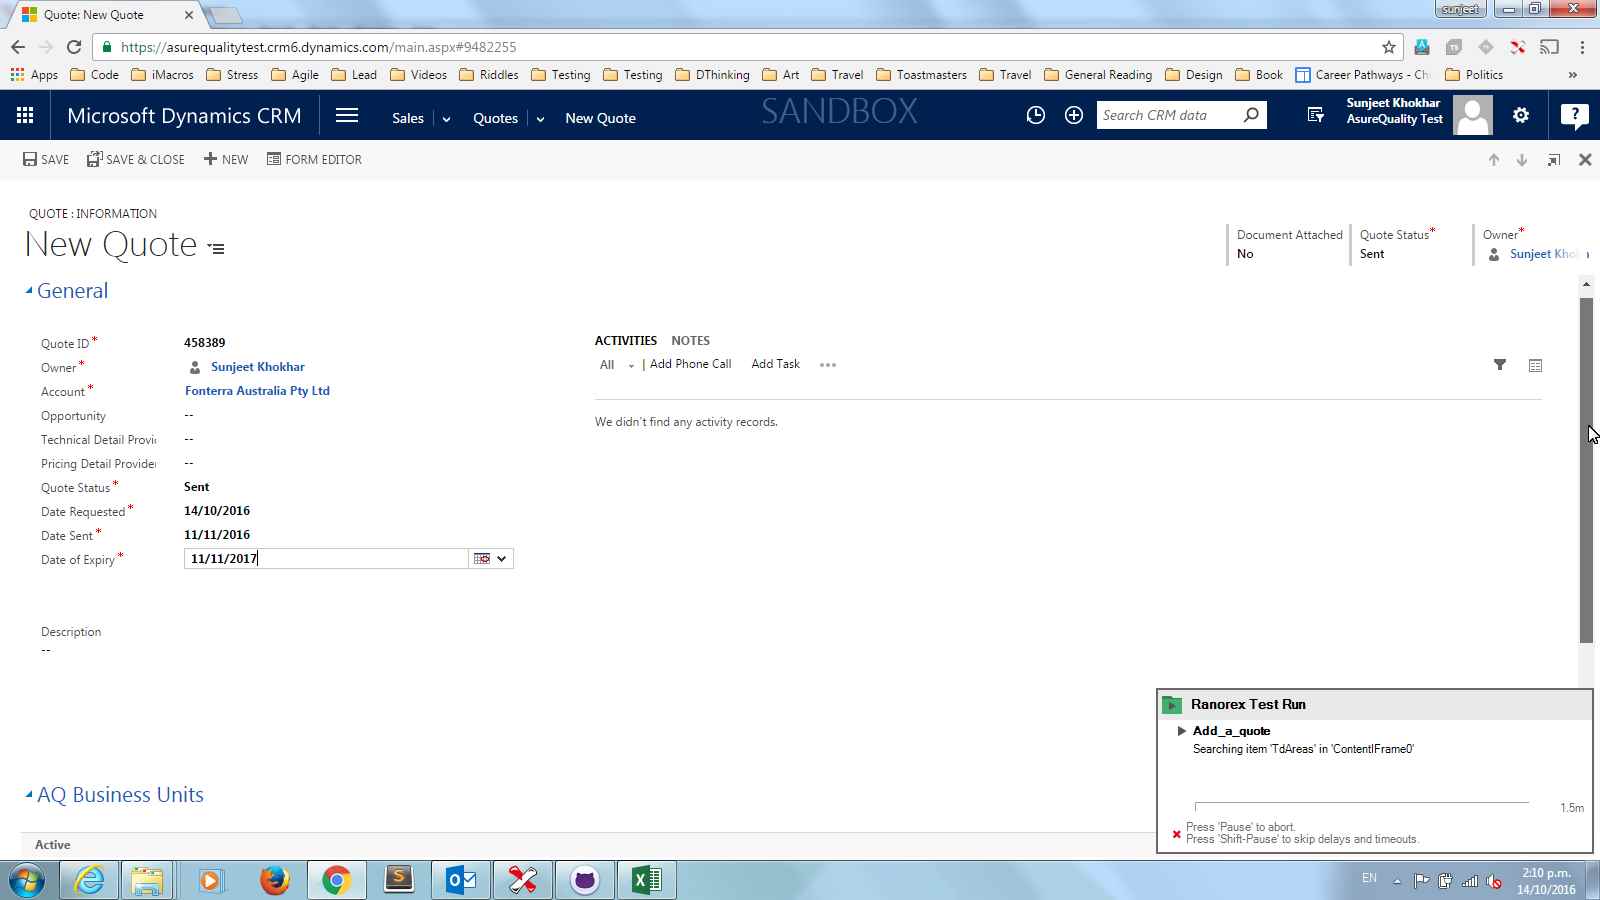 Quote: New Quote
sunjeet
https://asurequalitytest.crm6.dynamics.com/main.aspx#9482255
Apps Code iMacros Stress Agile Lead Videos Riddles Testing Testing DThinking Art Travel Toastmasters Travel General Reading Design Book Career Pathways - Ch Politics »
Microsoft Dynamics CRM Sales Quotes New Quote SANDBOX Search CRM data
Sunjeet Khokhar
AsureQuality Test
SAVE SAVE & CLOSE NEW FORM EDITOR
QUOTE : INFORMATION
New Quote
Document Attached Quote Status* Owner*
No Sent Sunjeet Kho
General
Quote ID* 458389
Owner* Sunjeet Khokhar
Account* Fonterra Australia Pty Ltd
Opportunity --
Technical Detail Provi --
Pricing Detail Provider --
Quote Status* Sent
Date Requested* 14/10/2016
Date Sent* 11/11/2016
Date of Expiry* 11/11/2017
Description
--
ACTIVITIES NOTES
All | Add Phone Call Add Task •••
We didn't find any activity records.
AQ Business Units
Active
Ranorex Test Run
Add_a_quote
Searching item 'TdAreas' in 'ContentIFrame0'
1.5m
Press 'Pause' to abort.
Press 'Shift-Pause' to skip delays and timeouts.
EN
2:10 p.m.
14/10/2016